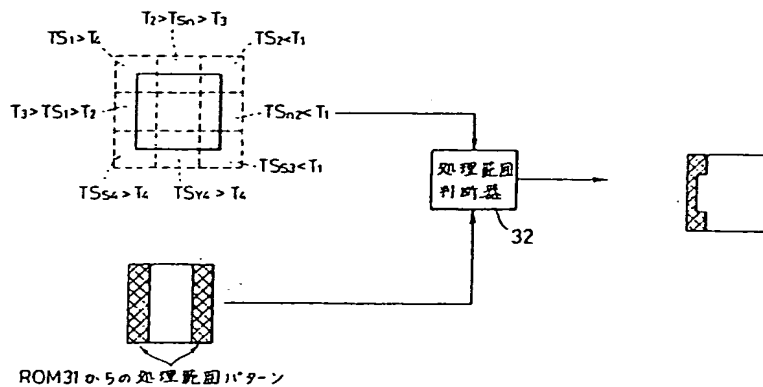 T₂>TSn>T₃
TS₁>T₄
TS₂<T₁
T₃>TS₁>T₂
TSn₂<T₁
TSS₃<T₁
TSS₄>T₄
TSY₄>T₄
処理範囲
判断器
32
ROM31からの処理範囲パターン